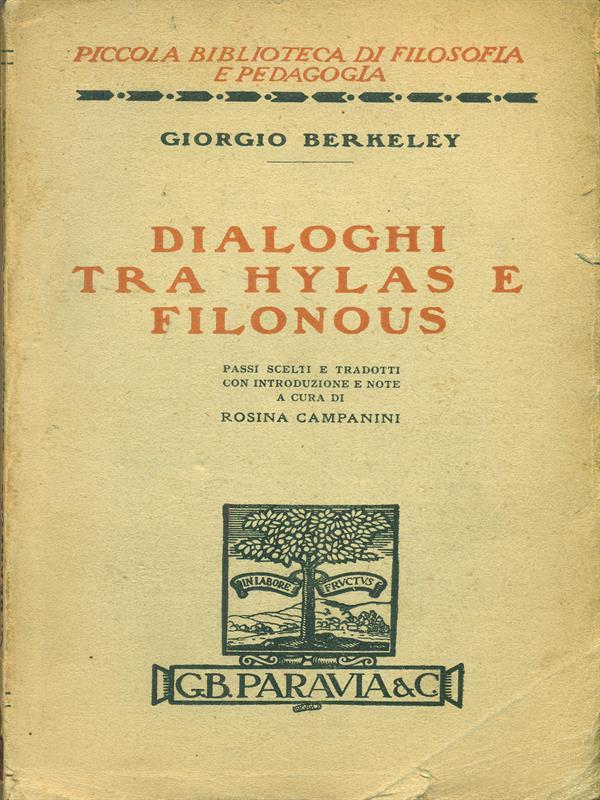 PICCOLA BIBLIOTECA DI FILOSOFIA
E PEDAGOGIA
GIORGIO BERKELEY
DIALOGHI
TRA HYLAS E
FILONOUS
PASSI SCELTI E TRADOTTI
CON INTRODUZIONE E NOTE
A CURA DI
ROSINA CAMPANINI
IN LABORE FRVCTVS
G.B. PARAVIA & C